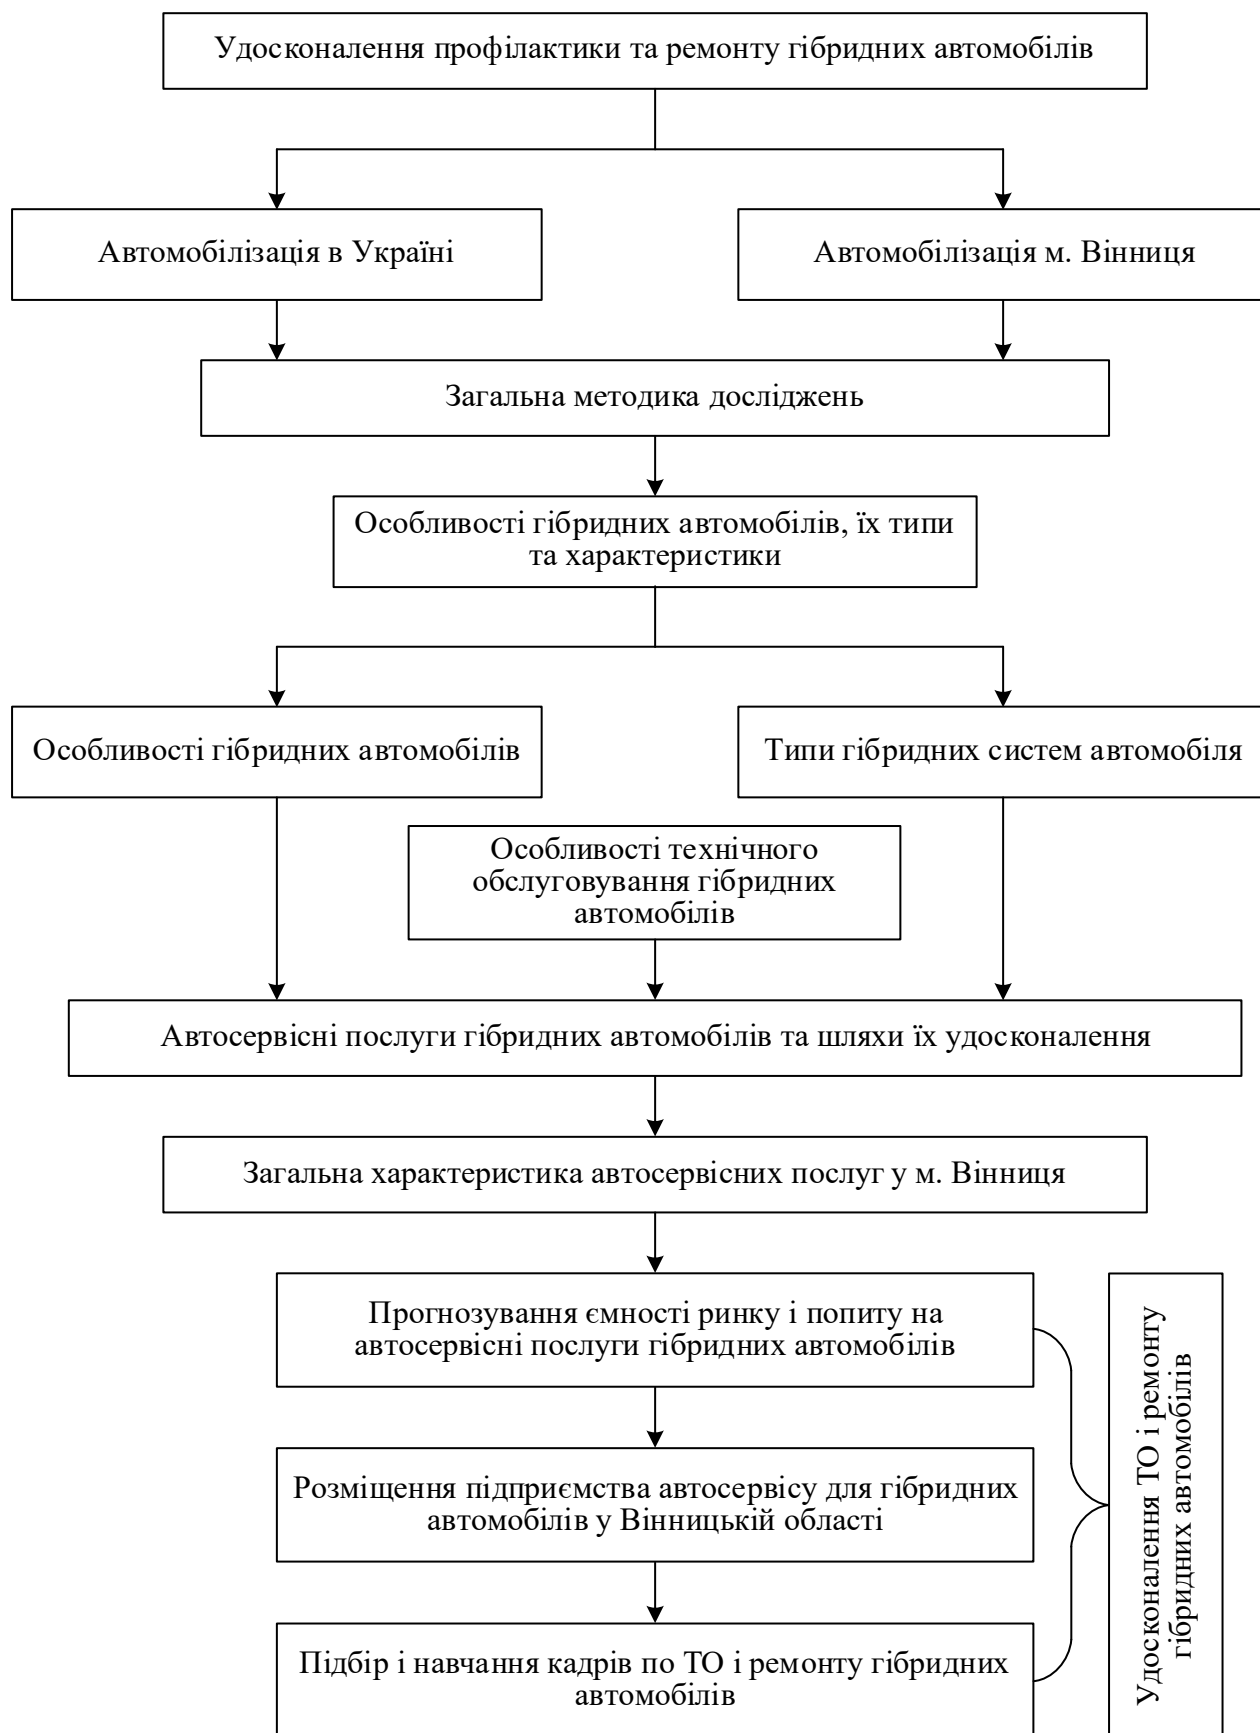 Удосконалення профілактики та ремонту гібридних автомобілів
Автомобілізація в Україні
Автомобілізація м. Вінниця
Загальна методика досліджень
Особливості гібридних автомобілів, їх типи
та характеристики
Особливості гібридних автомобілів
Типи гібридних систем автомобіля
Особливості технічного
обслуговування гібридних
автомобілів
Автосервісні послуги гібридних автомобілів та шляхи їх удосконалення
Загальна характеристика автосервісних послуг у м. Вінниця
Прогнозування ємності ринку і попиту на
автосервісні послуги гібридних автомобілів
Розміщення підприємства автосервісу для гібридних
автомобілів у Вінницькій області
Підбір і навчання кадрів по ТО і ремонту гібридних
автомобілів
Удосконалення ТО і ремонту
гібридних автомобілів